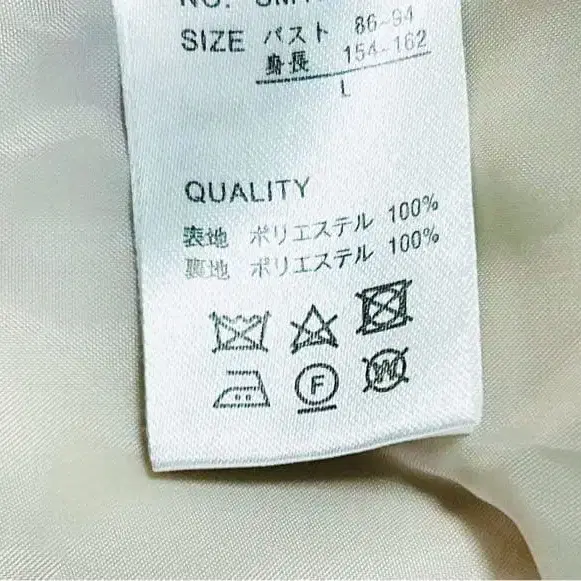 SIZE バスト 86~94
身長 154~162
L
QUALITY
表地 ポリエステル 100%
裏地 ポリエステル 100%
F
W